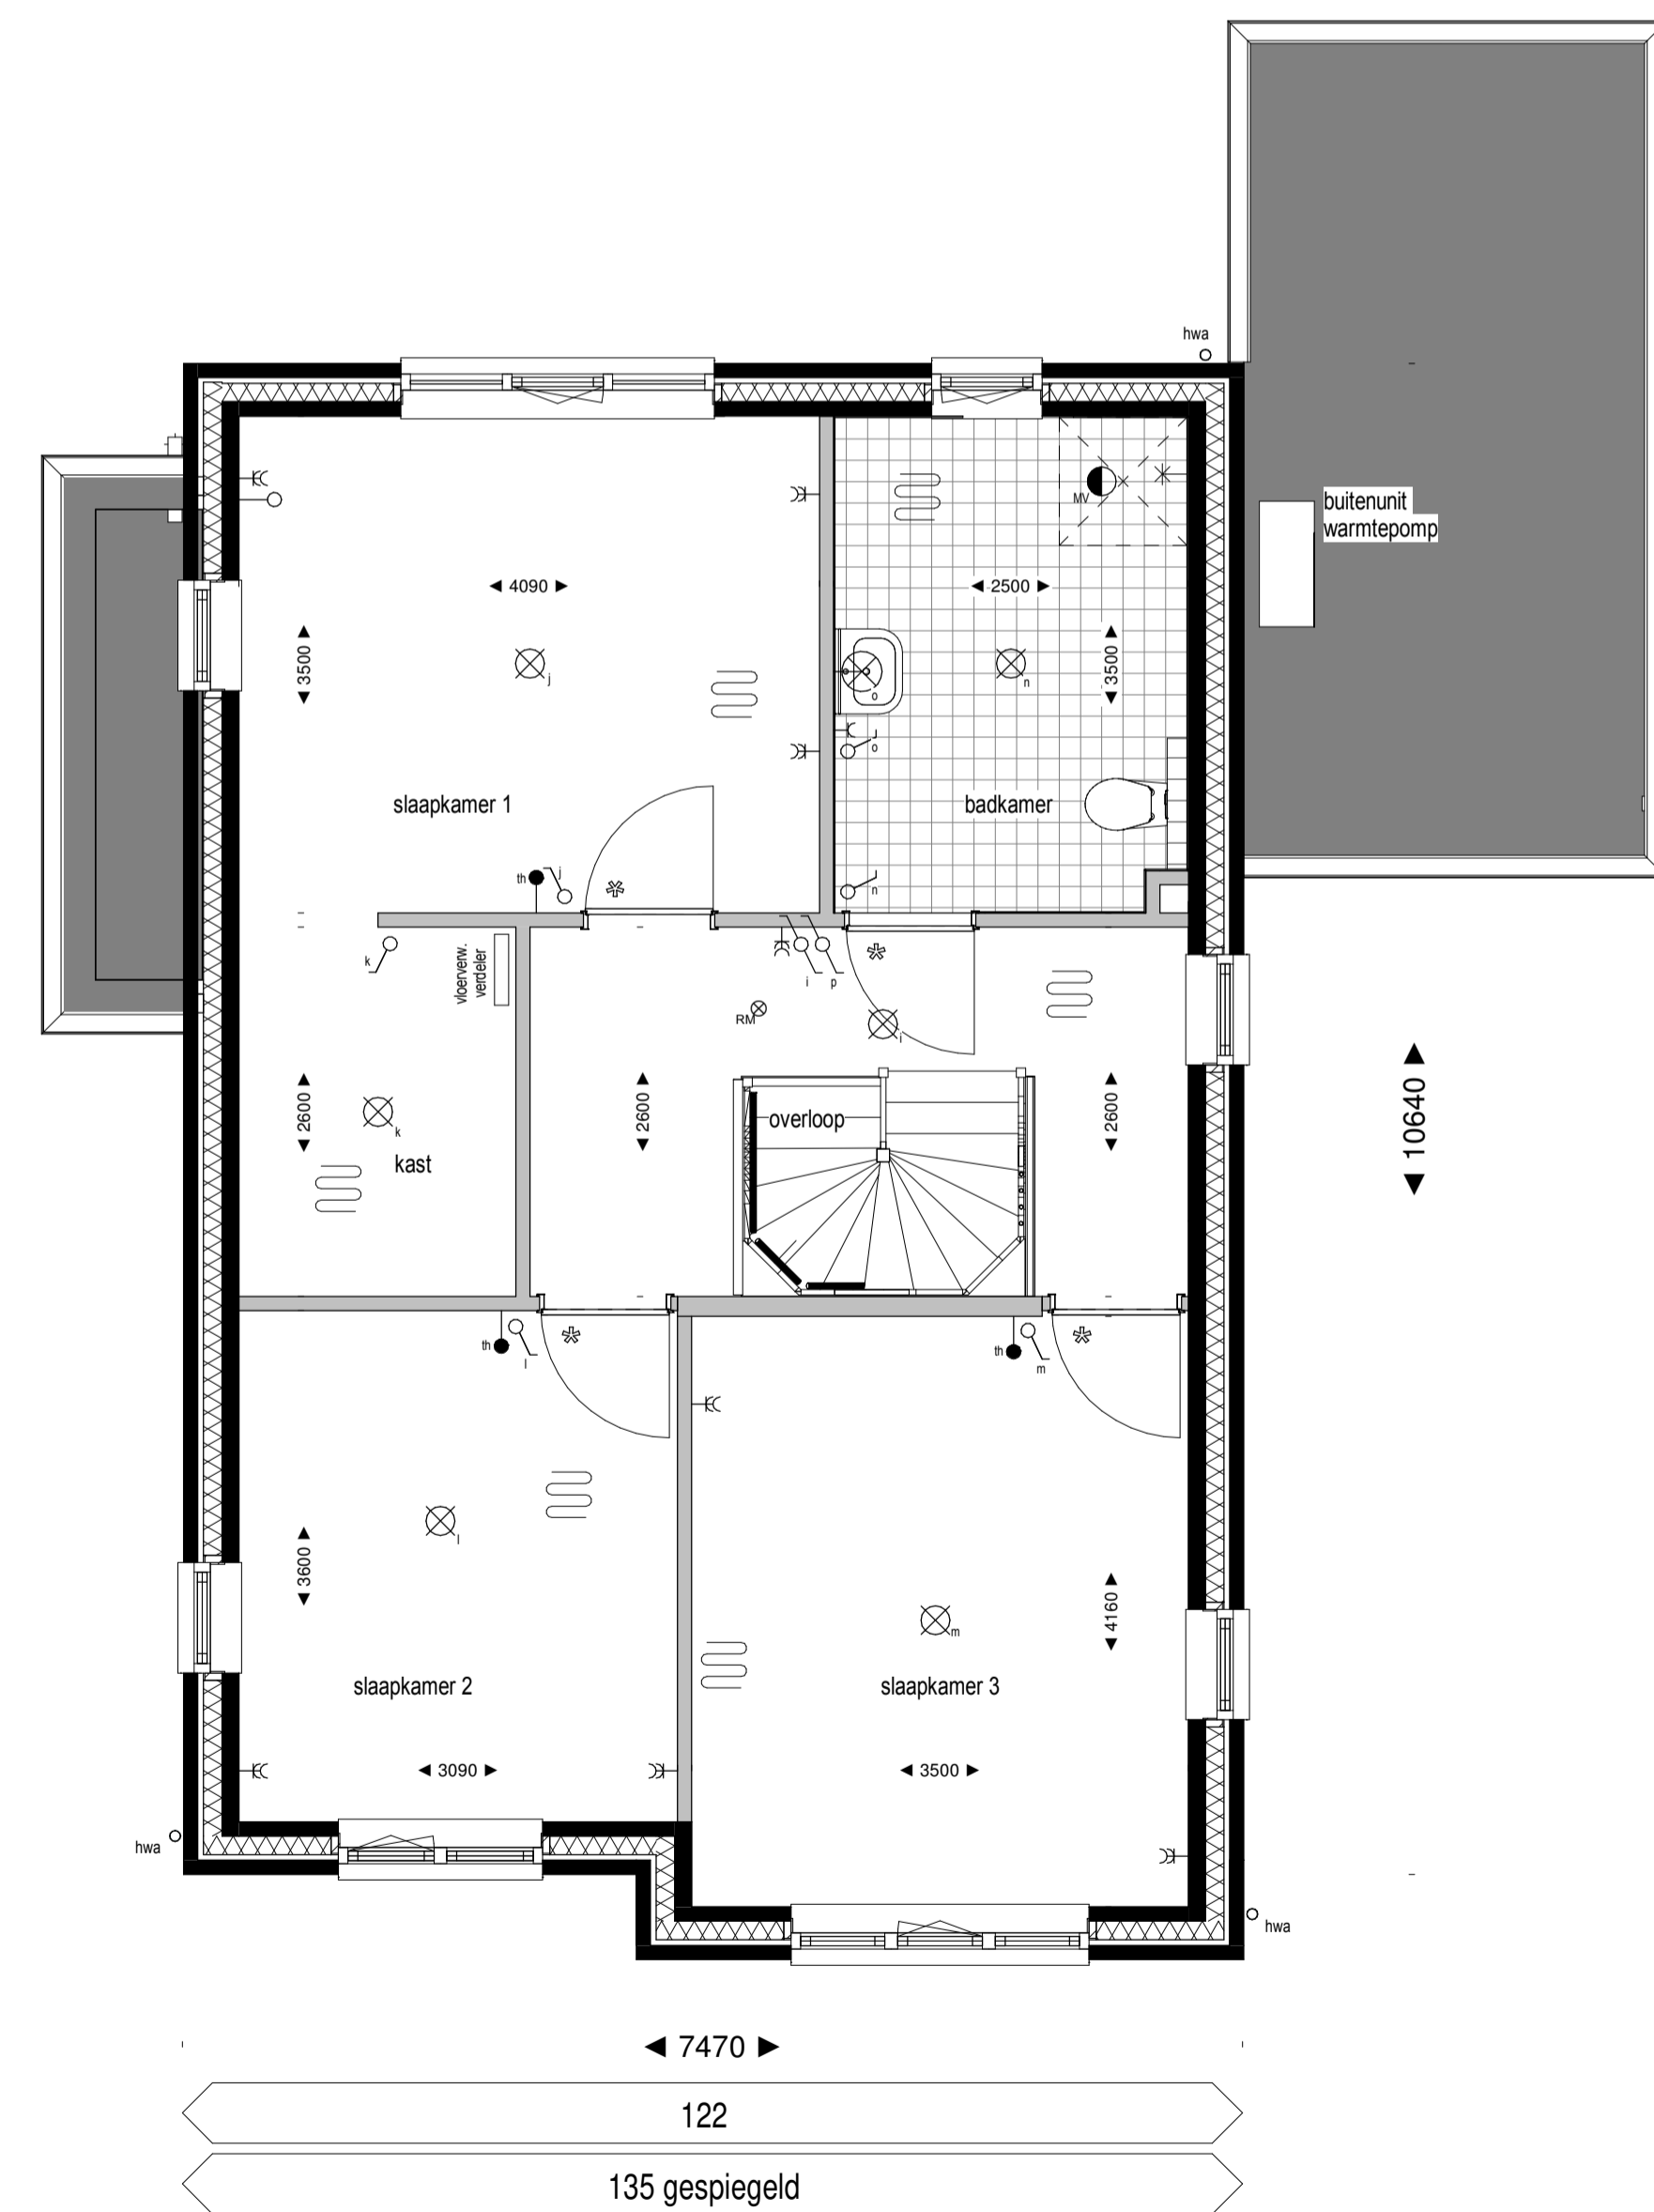 hwa
buitenunit
warmtepomp
MV
◄ 4090 ►
◄ 2500 ►
◄ 3500 ►
j
n
◄ 3500 ►
o
o
slaapkamer 1
badkamer
th
j
n
k
vloerverw.
verdeler
i
p
RM
i
◄ 2600 ►
◄ 2600 ►
◄ 2600 ►
◄ 10640 ►
overloop
k
kast
th
l
th
m
l
◄ 3600 ►
◄ 4160 ►
m
slaapkamer 2
slaapkamer 3
◄ 3090 ►
◄ 3500 ►
hwa
hwa
◄ 7470 ►
122
135 gespiegeld